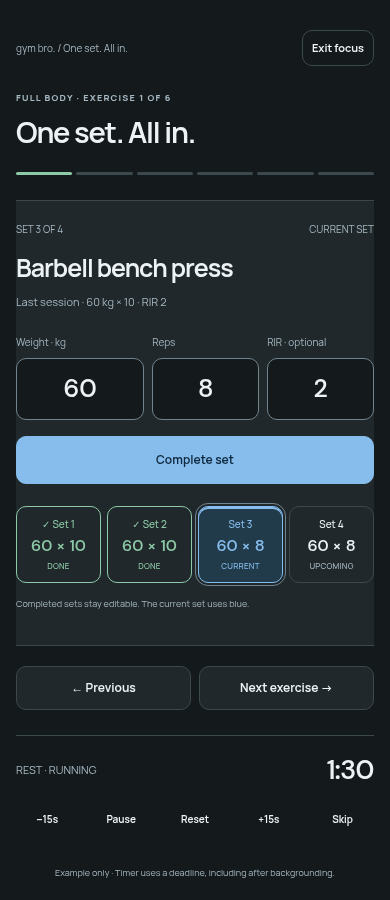 gym bro. / One set. All in.
Exit focus
FULL BODY · EXERCISE 1 OF 6
One set. All in.
SET 3 OF 4
CURRENT SET
Barbell bench press
Last session · 60 kg × 10 · RIR 2
Weight · kg
Reps
RIR · optional
60
8
2
Complete set
✓ Set 1
✓ Set 2
Set 3
Set 4
60 × 10
60 × 10
60 × 8
60 × 8
DONE
DONE
CURRENT
UPCOMING
Completed sets stay editable. The current set uses blue.
← Previous
Next exercise →
REST · RUNNING
1:30
−15s
Pause
Reset
+15s
Skip
Example only · Timer uses a deadline, including after backgrounding.